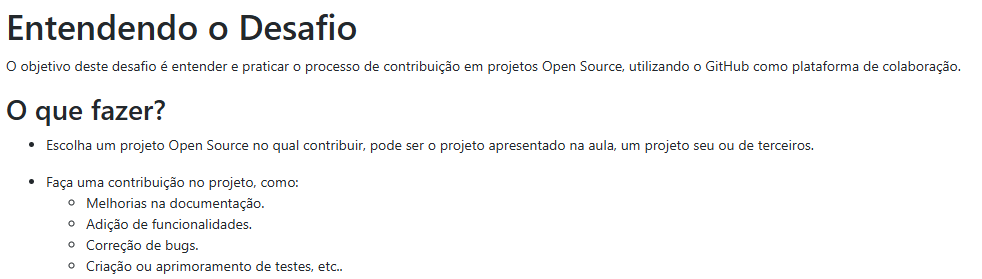 Entendendo o Desafio
O objetivo deste desafio é entender e praticar o processo de contribuição em projetos Open Source, utilizando o GitHub como plataforma de colaboração.
O que fazer?
• Escolha um projeto Open Source no qual contribuir, pode ser o projeto apresentado na aula, um projeto seu ou de terceiros.
• Faça uma contribuição no projeto, como:
◦ Melhorias na documentação.
◦ Adição de funcionalidades.
◦ Correção de bugs.
◦ Criação ou aprimoramento de testes, etc..